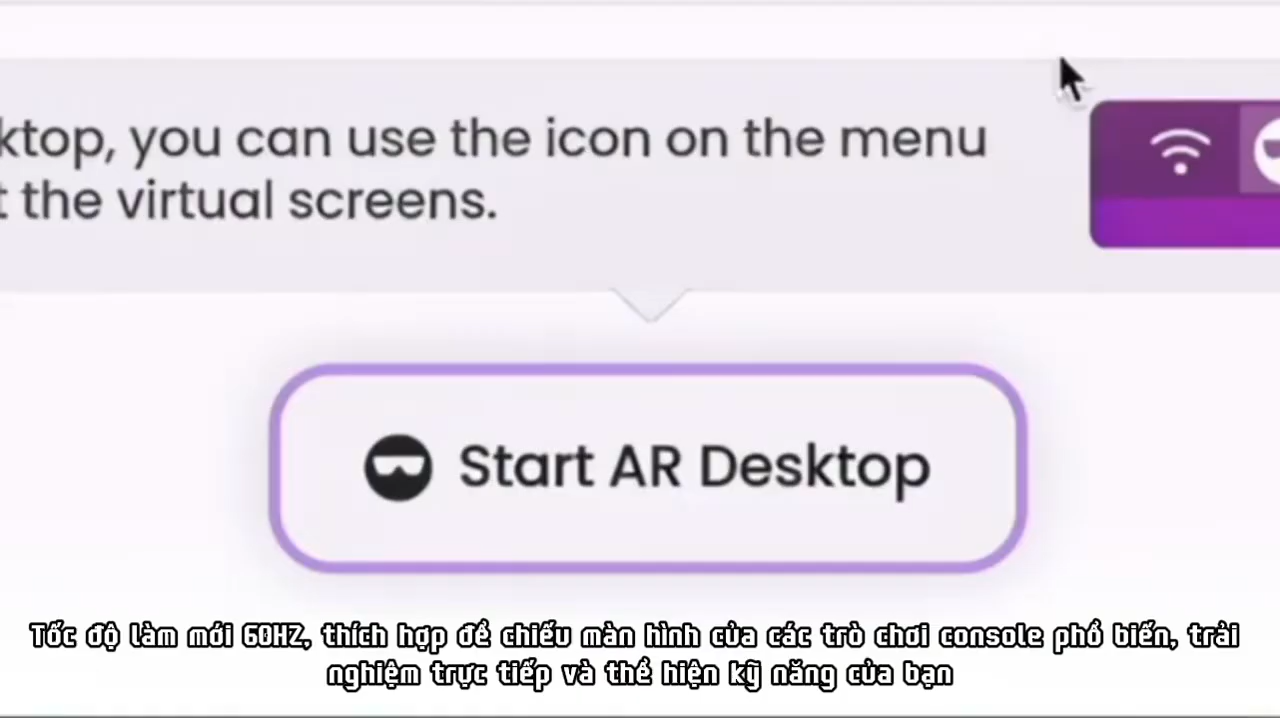 ktop, you can use the icon on the menu
t the virtual screens.
Start AR Desktop
Tốc độ làm mới 60HZ, thích hợp để chiếu màn hình của các trò chơi console phổ biến, trải
nghiệm trực tiếp và thể hiện kỹ năng của bạn